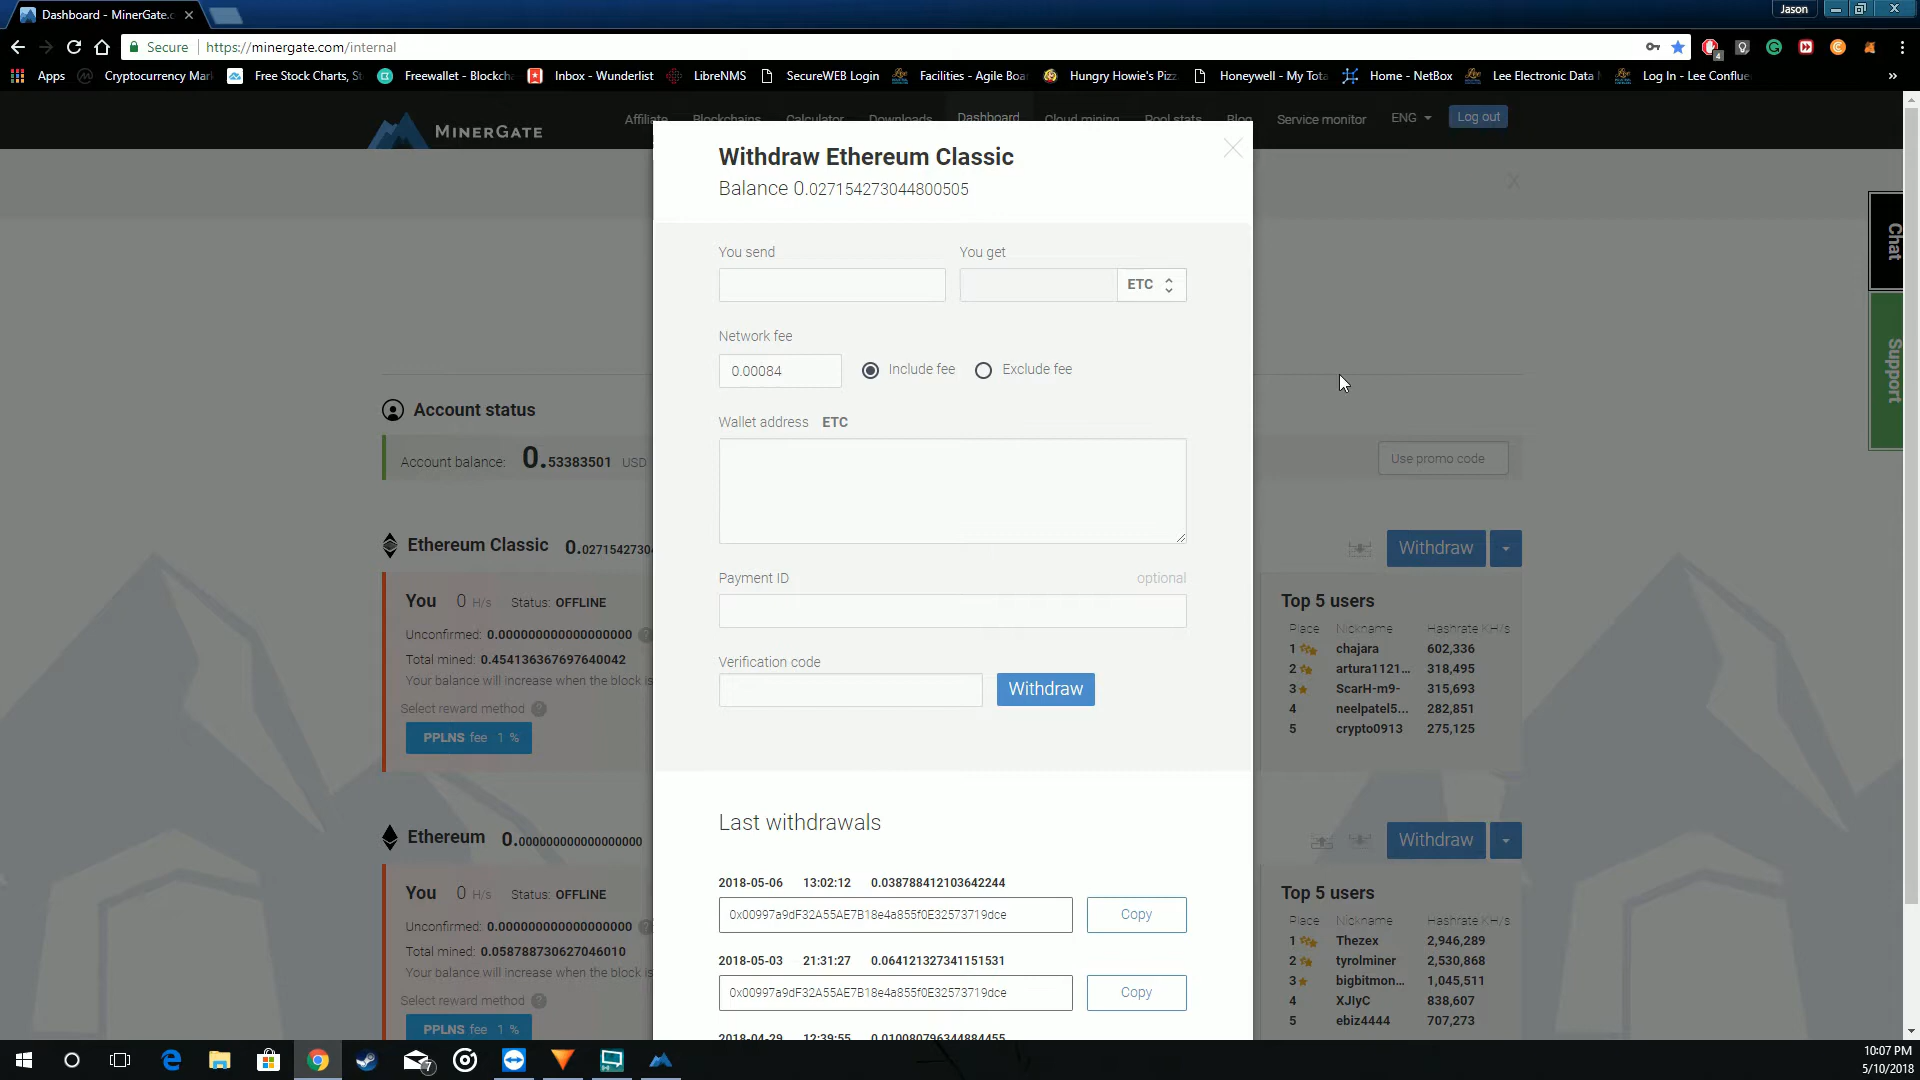 Dashboard - MinerGate.c
Jason
Secure
https://minergate.com/internal
4
Apps
Cryptocurrency Mark
Free Stock Charts, St
Freewallet - Blockcha
Inbox - Wunderlist
LibreNMS
SecureWEB Login
Facilities - Agile Boar
Hungry Howie's Pizz
Honeywell - My Tota
Home - NetBox
Lee Electronic Data
Log In - Lee Conflue
»
MINERGATE
Affiliate
Blockchains
Calculator
Downloads
Dashboard
Cloud mining
Pool stats
Blog
Service monitor
ENG
Log out
Withdraw Ethereum Classic
Balance 0.027154273044800505
Chat
Support
You send
You get
ETC
Network fee
0.00084
Include fee
Exclude fee
Wallet address ETC
Payment ID
optional
Verification code
Withdraw
Last withdrawals
2018-05-06 13:02:12 0.038788412103642244
0x00997a9dF32A55AE7B18e4a855f0E32573719dce
Copy
2018-05-03 21:31:27 0.064121327341151531
0x00997a9dF32A55AE7B18e4a855f0E32573719dce
Copy
2018-04-29 12:39:55 0.010080796344884455
Account status
Account balance: 0.53383501 USD
Use promo code
Ethereum Classic 0.0271542730
Withdraw
You 0 H/s Status: OFFLINE
Unconfirmed: 0.000000000000000000 ?
Total mined: 0.454136367697640042
Your balance will increase when the block is
Select reward method ?
PPLNS fee 1 %
Top 5 users
Place Nickname Hashrate KH/s
1 chajara 602,336
2 artura1121... 318,495
3 ScarH-m9- 315,693
4 neelpatel5... 282,851
5 crypto0913 275,125
Ethereum 0.000000000000000000
Withdraw
You 0 H/s Status: OFFLINE
Unconfirmed: 0.000000000000000000 ?
Total mined: 0.058788730627046010
Your balance will increase when the block is
Select reward method ?
PPLNS fee 1 %
Top 5 users
Place Nickname Hashrate KH/s
1 Thezex 2,946,289
2 tyrolminer 2,530,868
3 bigbitmon... 1,045,511
4 XJlyC 838,607
5 ebiz4444 707,273
7
10:07 PM
5/10/2018